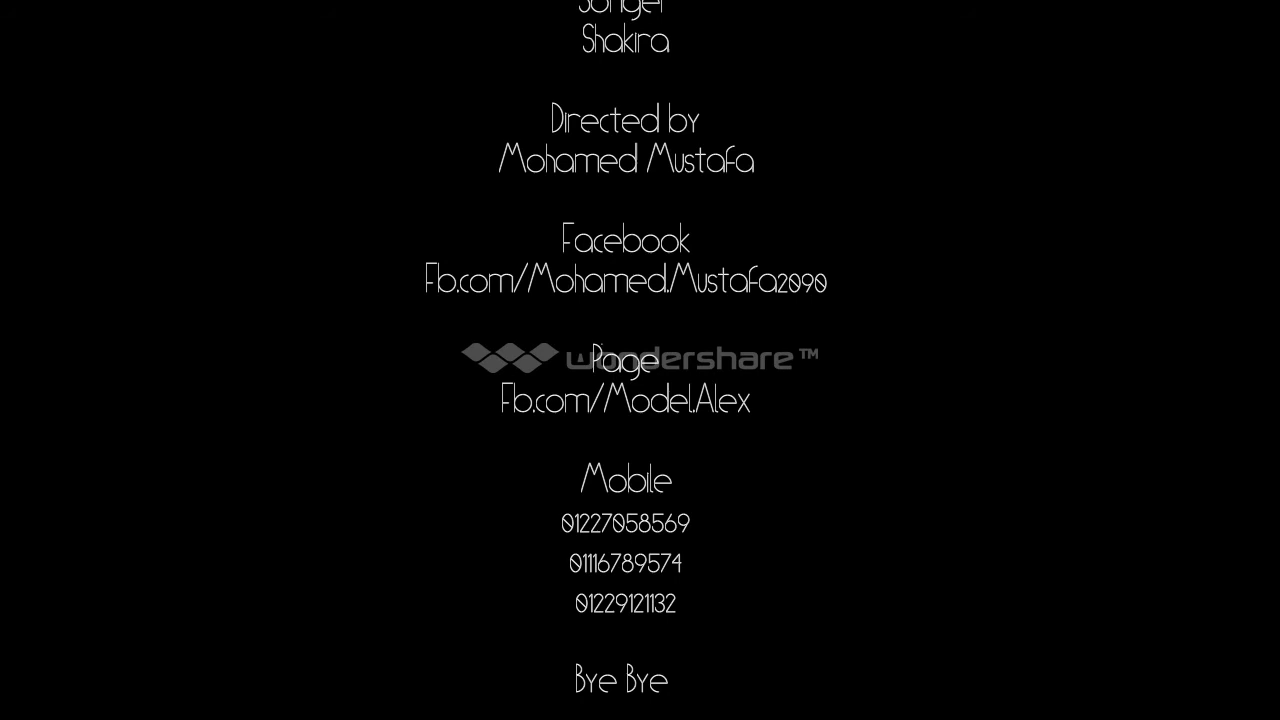 Shakira
Directed by
Mohamed Mustafa
Facebook
Fb.com/Mohamed.Mustafa2090
Page
wondershare™
Fb.com/Model.Alex
Mobile
01227058569
01116789574
01229121132
Bye Bye